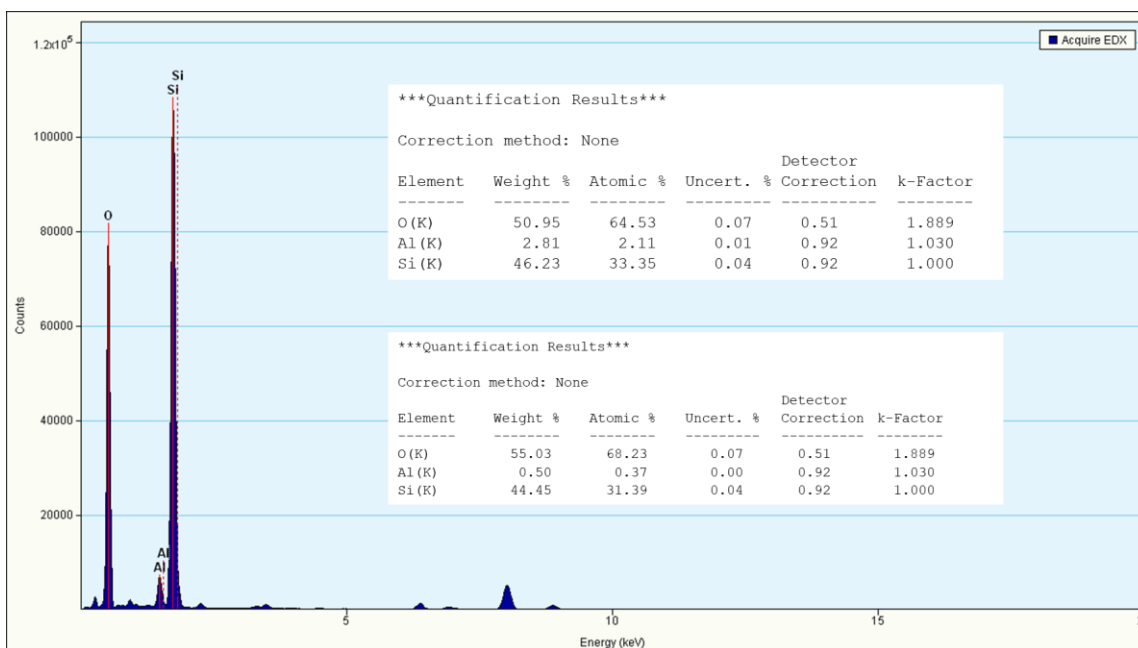 1.2x10⁵
100000
80000
60000
40000
20000
Counts
5
10
15
Energy (keV)
Acquire EDX
O
Al
Al
Si
Si
***Quantification Results***
Correction method: None
Detector
Element Weight % Atomic % Uncert. % Correction k-Factor
------- -------- -------- --------- ---------- --------
O(K) 50.95 64.53 0.07 0.51 1.889
Al(K) 2.81 2.11 0.01 0.92 1.030
Si(K) 46.23 33.35 0.04 0.92 1.000
***Quantification Results***
Correction method: None
Detector
Element Weight % Atomic % Uncert. % Correction k-Factor
------- -------- -------- --------- ---------- --------
O(K) 55.03 68.23 0.07 0.51 1.889
Al(K) 0.50 0.37 0.00 0.92 1.030
Si(K) 44.45 31.39 0.04 0.92 1.000